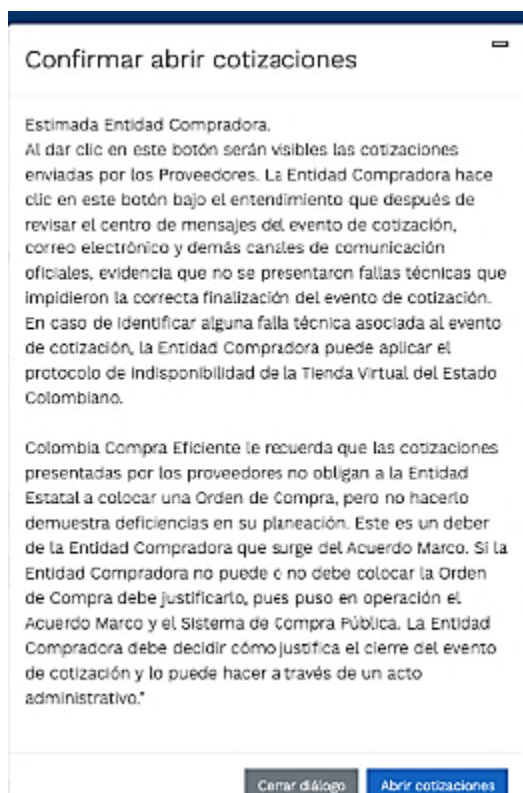 Confirmar abrir cotizaciones
Estimada Entidad Compradora.
Al dar clic en este botón serán visibles las cotizaciones
enviadas por los Proveedores. La Entidad Compradora hace
clic en este botón bajo el entendimiento que después de
revisar el centro de mensajes del evento de cotización,
correo electrónico y demás canales de comunicación
oficiales, evidencia que no se presentaron fallas técnicas que
impidieron la correcta finalización del evento de cotización.
En caso de identificar alguna falla técnica asociada al evento
de cotización, la Entidad Compradora puede aplicar el
protocolo de indisponibilidad de la Tienda Virtual del Estado
Colombiano.
Colombia Compra Eficiente le recuerda que las cotizaciones
presentadas por los proveedores no obligan a la Entidad
Estatal a colocar una Orden de Compra, pero no hacerlo
demuestra deficiencias en su planeación. Este es un deber
de la Entidad Compradora que surge del Acuerdo Marco. Si la
Entidad Compradora no puede o no debe colocar la Orden
de Compra debe justificarlo, pues puso en operación el
Acuerdo Marco y el Sistema de Compra Pública. La Entidad
Compradora debe decidir cómo justifica el cierre del evento
de cotización y lo puede hacer a través de un acto
administrativo."
Cerrar diálogo Abrir cotizaciones